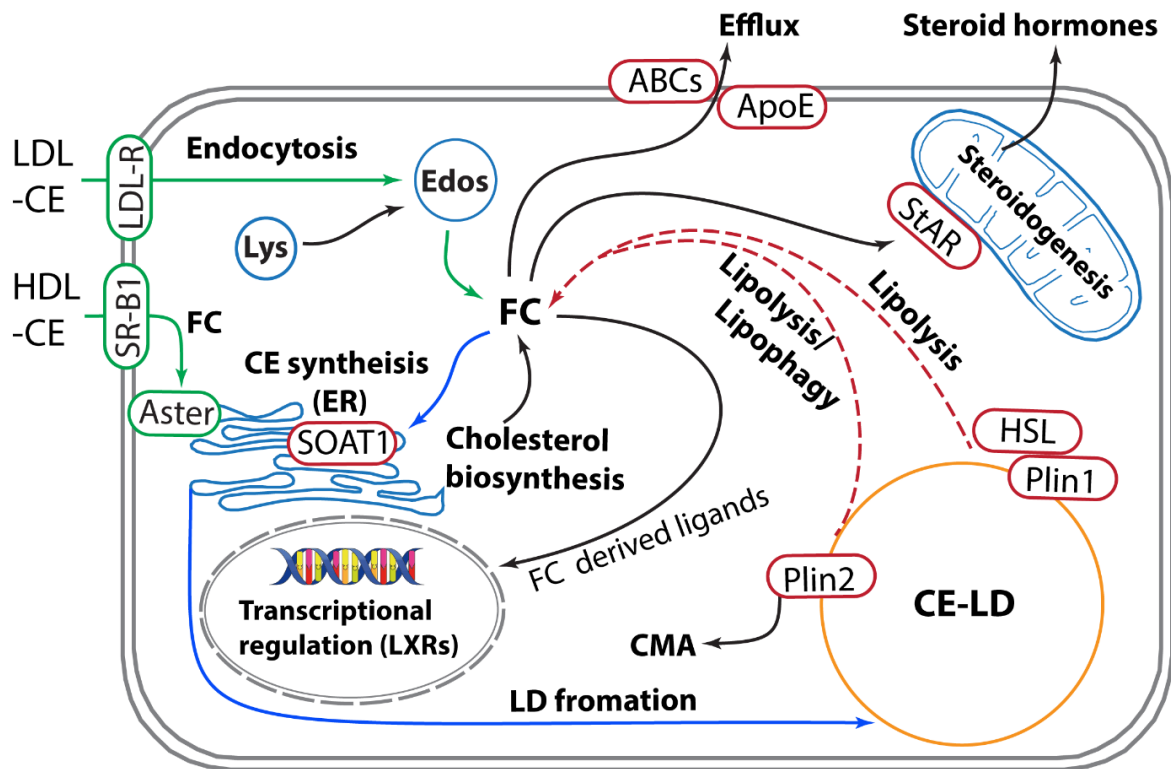 Efflux
Steroid hormones
ABCs
ApoE
LDL
-CE
LDL-R
Endocytosis
Edos
Lys
StAR
Steroidogenesis
HDL
-CE
SR-B1
FC
FC
Lipolysis/
Lipophagy
Lipolysis
CE syntheisis
(ER)
Aster
SOAT1
Cholesterol
biosynthesis
HSL
Plin1
FC derived ligands
Plin2
CE-LD
Transcriptional
regulation (LXRs)
CMA
LD fromation